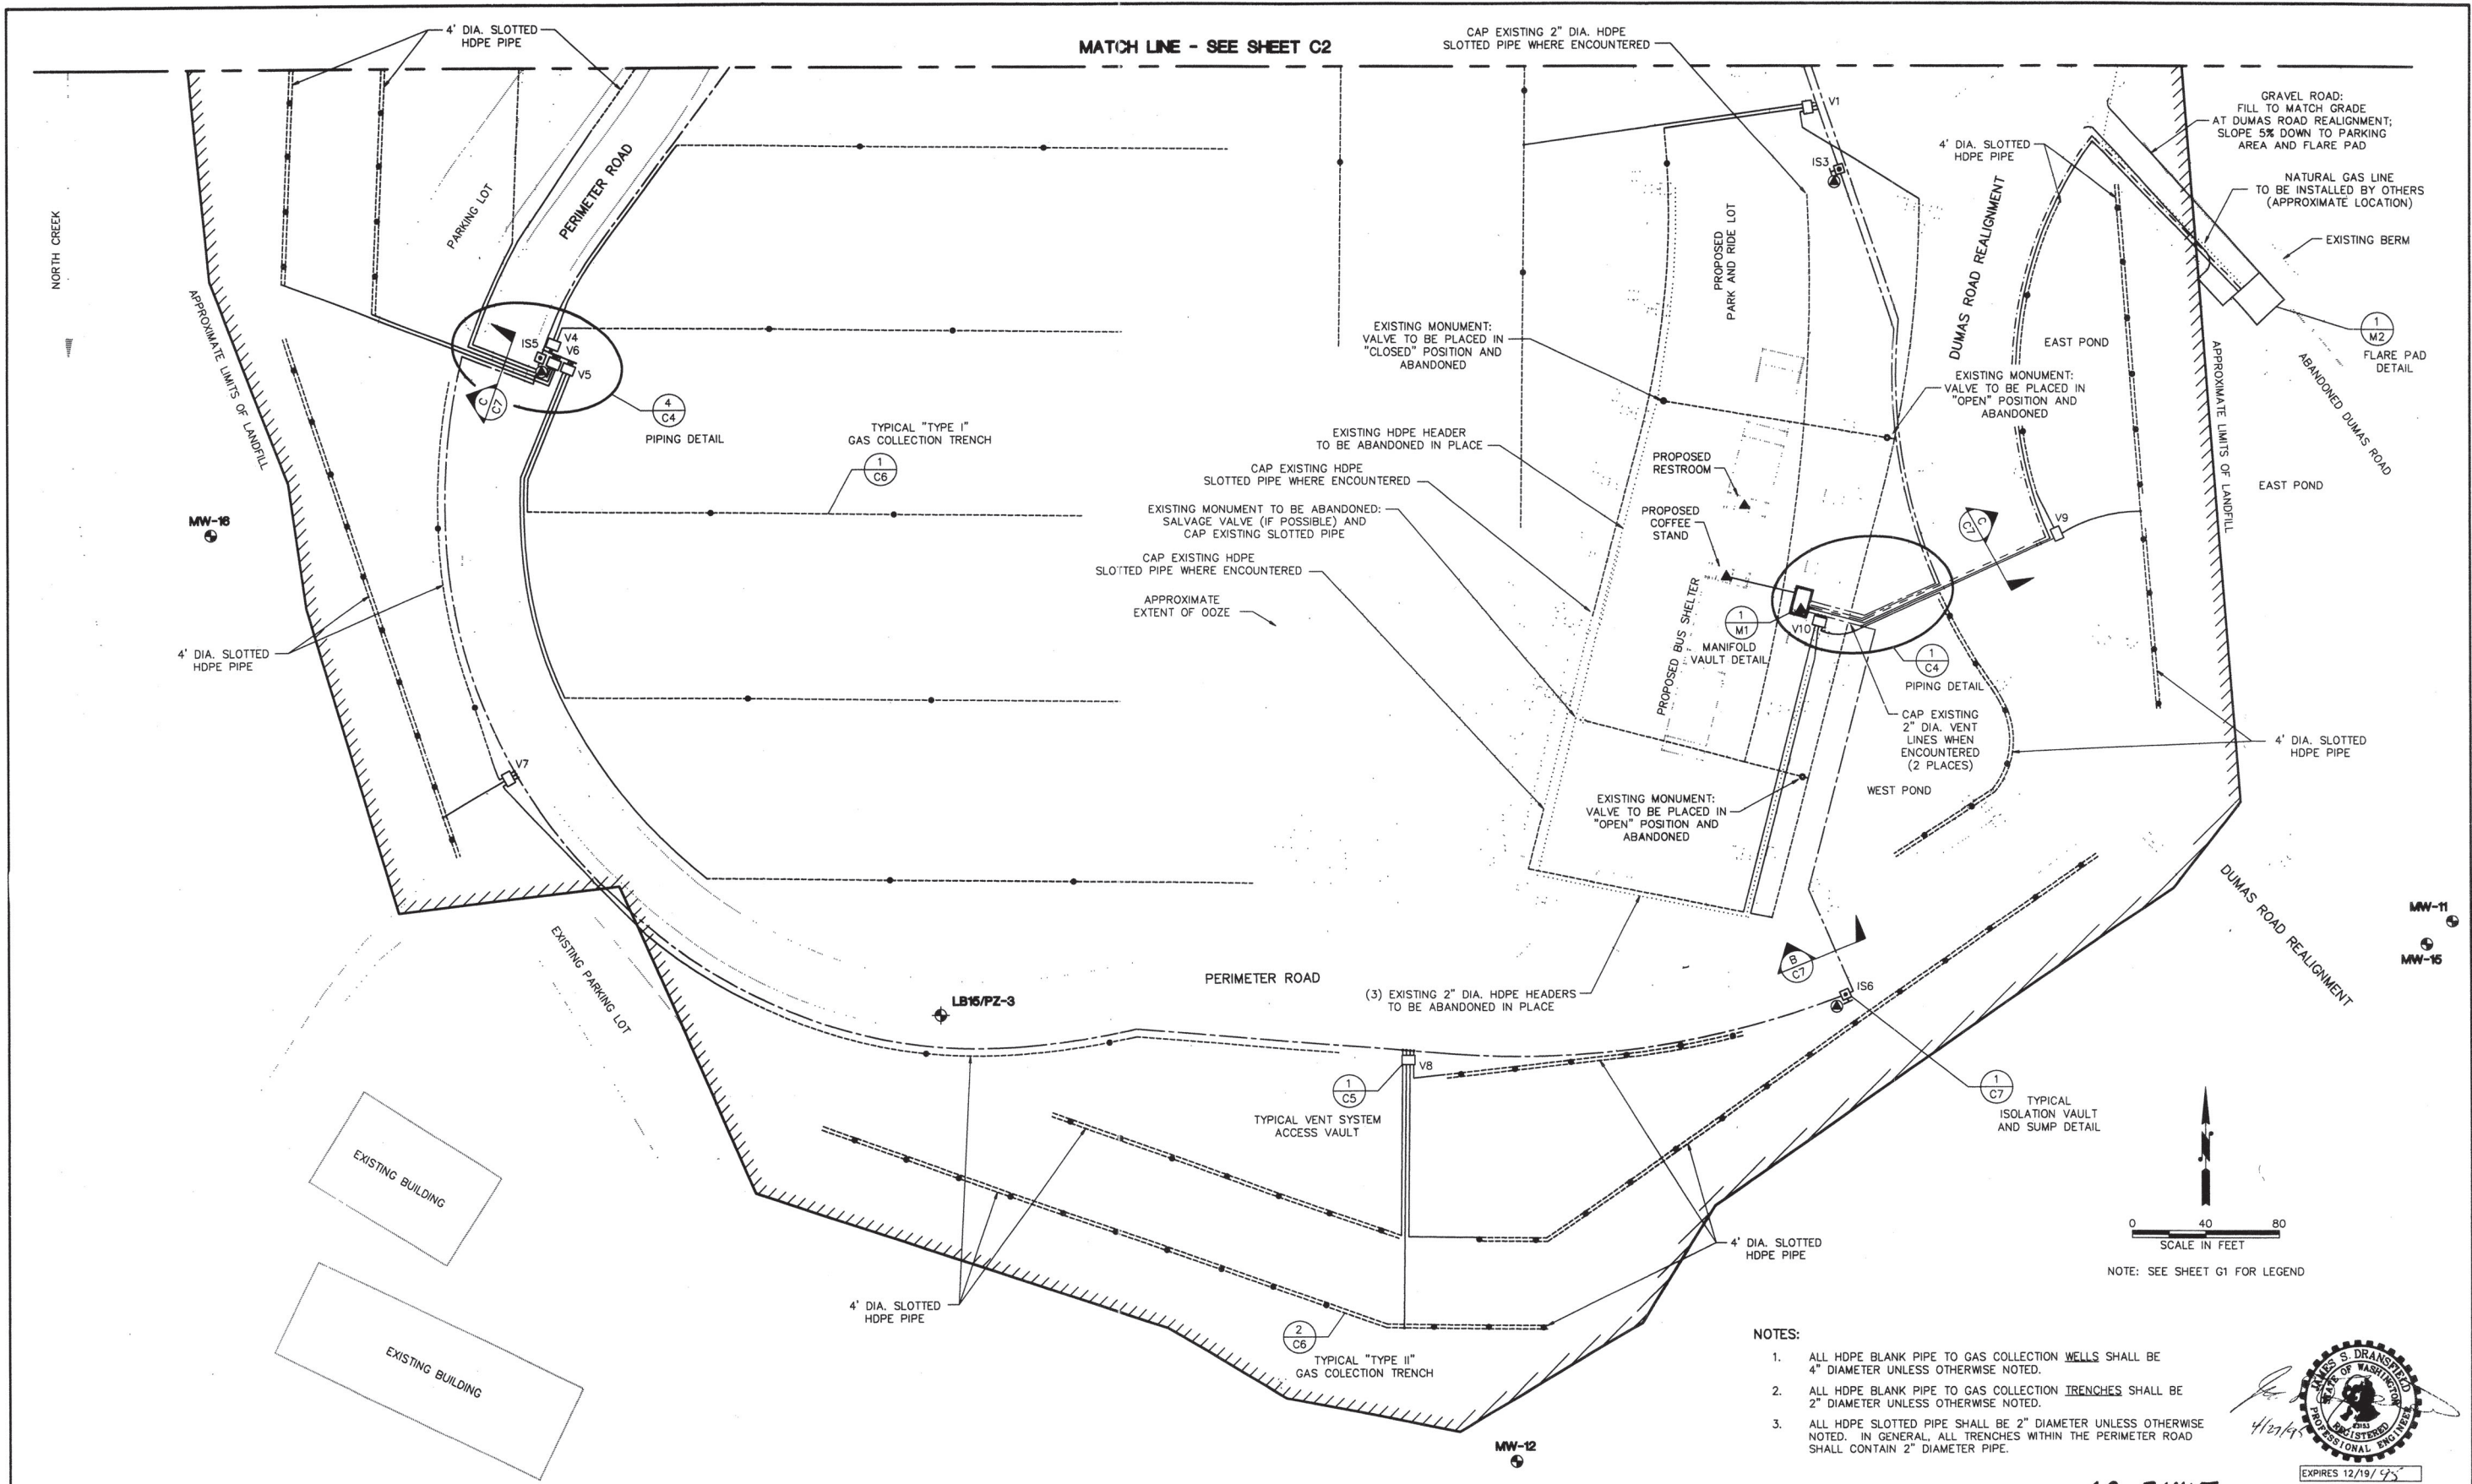 4' DIA. SLOTTED
HDPE PIPE
MATCH LINE - SEE SHEET C2
CAP EXISTING 2" DIA. HDPE
SLOTTED PIPE WHERE ENCOUNTERED
V1
IS3
GRAVEL ROAD:
FILL TO MATCH GRADE
AT DUMAS ROAD REALIGNMENT;
SLOPE 5% DOWN TO PARKING
AREA AND FLARE PAD
4' DIA. SLOTTED
HDPE PIPE
NATURAL GAS LINE
TO BE INSTALLED BY OTHERS
(APPROXIMATE LOCATION)
EXISTING BERM
NORTH CREEK
APPROXIMATE LIMITS OF LANDFILL
PARKING LOT
PERIMETER ROAD
PROPOSED
PARK AND RIDE LOT
DUMAS ROAD REALIGNMENT
EAST POND
APPROXIMATE LIMITS OF LANDFILL
1
M2
FLARE PAD
DETAIL
ABANDONED DUMAS ROAD
EAST POND
IS5
V4
V6
V5
C
C7
4
C4
PIPING DETAIL
TYPICAL "TYPE I"
GAS COLLECTION TRENCH
1
C6
EXISTING MONUMENT:
VALVE TO BE PLACED IN
"CLOSED" POSITION AND
ABANDONED
EXISTING MONUMENT:
VALVE TO BE PLACED IN
"OPEN" POSITION AND
ABANDONED
EXISTING HDPE HEADER
TO BE ABANDONED IN PLACE
CAP EXISTING HDPE
SLOTTED PIPE WHERE ENCOUNTERED
EXISTING MONUMENT TO BE ABANDONED:
SALVAGE VALVE (IF POSSIBLE) AND
CAP EXISTING SLOTTED PIPE
CAP EXISTING HDPE
SLOTTED PIPE WHERE ENCOUNTERED
APPROXIMATE
EXTENT OF OOZE
PROPOSED
RESTROOM
PROPOSED
COFFEE
STAND
PROPOSED BUS SHELTER
V9
C
C7
MW-16
4' DIA. SLOTTED
HDPE PIPE
1
M1
MANIFOLD
VAULT DETAIL
V10
1
C4
PIPING DETAIL
CAP EXISTING
2" DIA. VENT
LINES WHEN
ENCOUNTERED
(2 PLACES)
4' DIA. SLOTTED
HDPE PIPE
WEST POND
EXISTING MONUMENT:
VALVE TO BE PLACED IN
"OPEN" POSITION AND
ABANDONED
V7
EXISTING PARKING LOT
PERIMETER ROAD
LB15/PZ-3
(3) EXISTING 2" DIA. HDPE HEADERS
TO BE ABANDONED IN PLACE
B
C7
IS6
DUMAS ROAD REALIGNMENT
MW-11
MW-15
V8
1
C5
TYPICAL VENT SYSTEM
ACCESS VAULT
1
C7
TYPICAL
ISOLATION VAULT
AND SUMP DETAIL
N
0 40 80
SCALE IN FEET
NOTE: SEE SHEET G1 FOR LEGEND
EXISTING BUILDING
EXISTING BUILDING
4' DIA. SLOTTED
HDPE PIPE
4' DIA. SLOTTED
HDPE PIPE
2
C6
TYPICAL "TYPE II"
GAS COLECTION TRENCH
MW-12
NOTES:
1. ALL HDPE BLANK PIPE TO GAS COLLECTION WELLS SHALL BE
4" DIAMETER UNLESS OTHERWISE NOTED.
2. ALL HDPE BLANK PIPE TO GAS COLLECTION TRENCHES SHALL BE
2" DIAMETER UNLESS OTHERWISE NOTED.
3. ALL HDPE SLOTTED PIPE SHALL BE 2" DIAMETER UNLESS OTHERWISE
NOTED. IN GENERAL, ALL TRENCHES WITHIN THE PERIMETER ROAD
SHALL CONTAIN 2" DIAMETER PIPE.
JAMES S. DRANSFIELD
STATE OF WASHINGTON
REGISTERED
PROFESSIONAL ENGINEER
4/27/95
EXPIRES 12/19/95